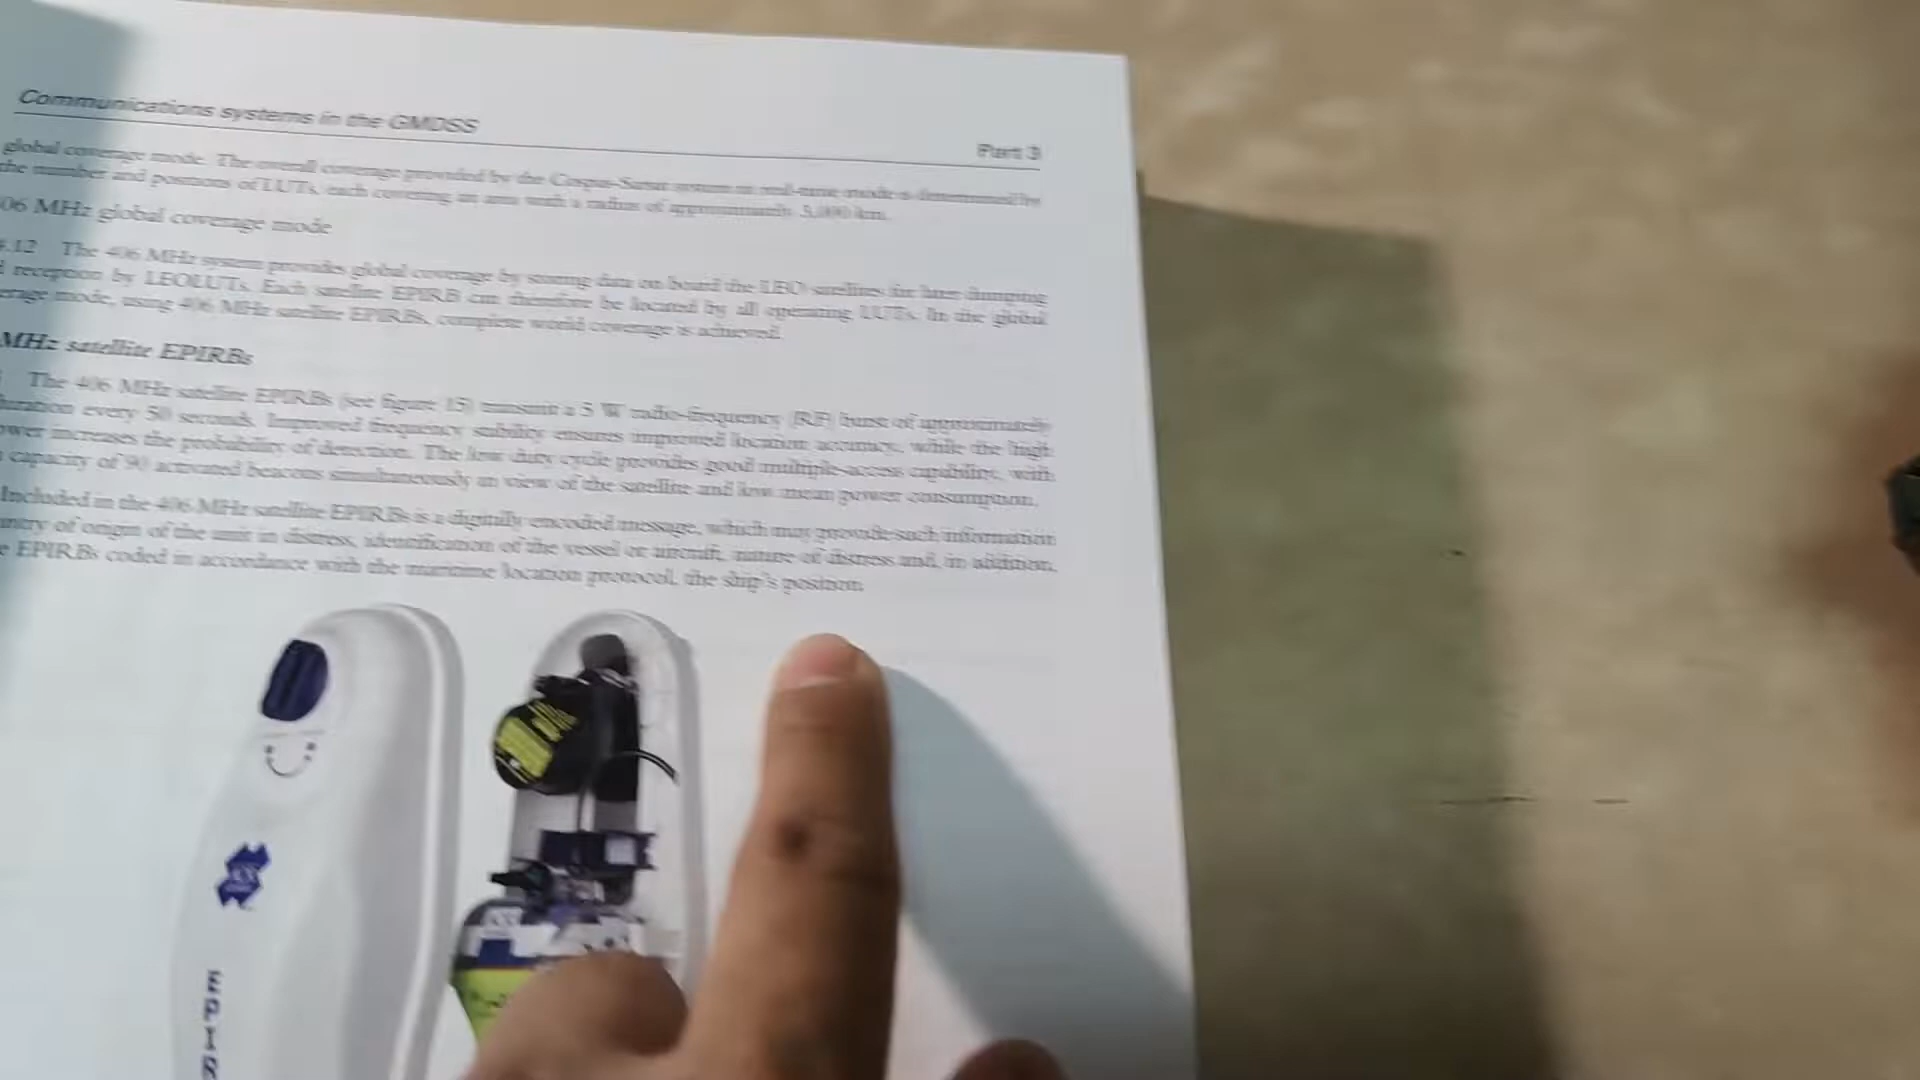 Communications systems in the GMDSS
Part 3
global coverage mode. The overall coverage provided by the Cospas-Sarsat system in real-time mode is determined by
the number and positions of LUTs, each covering an area with a radius of approximately 3,000 km.
06 MHz global coverage mode
.12 The 406 MHz system provides global coverage by storing data on board the LEO satellites for later dumping
reception by LEOLUTs. Each satellite EPIRB can therefore be located by all operating LUTs. In the global
erage mode, using 406 MHz satellite EPIRBs, complete world coverage is achieved.
MHz satellite EPIRBs
The 406 MHz satellite EPIRBs (see figure 15) transmit a 5 W radio-frequency (RF) burst of approximately
duration every 50 seconds. Improved frequency stability ensures improved location accuracy, while the high
ower increases the probability of detection. The low duty cycle provides good multiple-access capability, with
capacity of 90 activated beacons simultaneously in view of the satellite and low mean power consumption.
Included in the 406 MHz satellite EPIRBs is a digitally encoded message, which may provide such information
untry of origin of the unit in distress, identification of the vessel or aircraft, nature of distress and, in addition,
e EPIRBs coded in accordance with the maritime location protocol, the ship's position.
EPIR